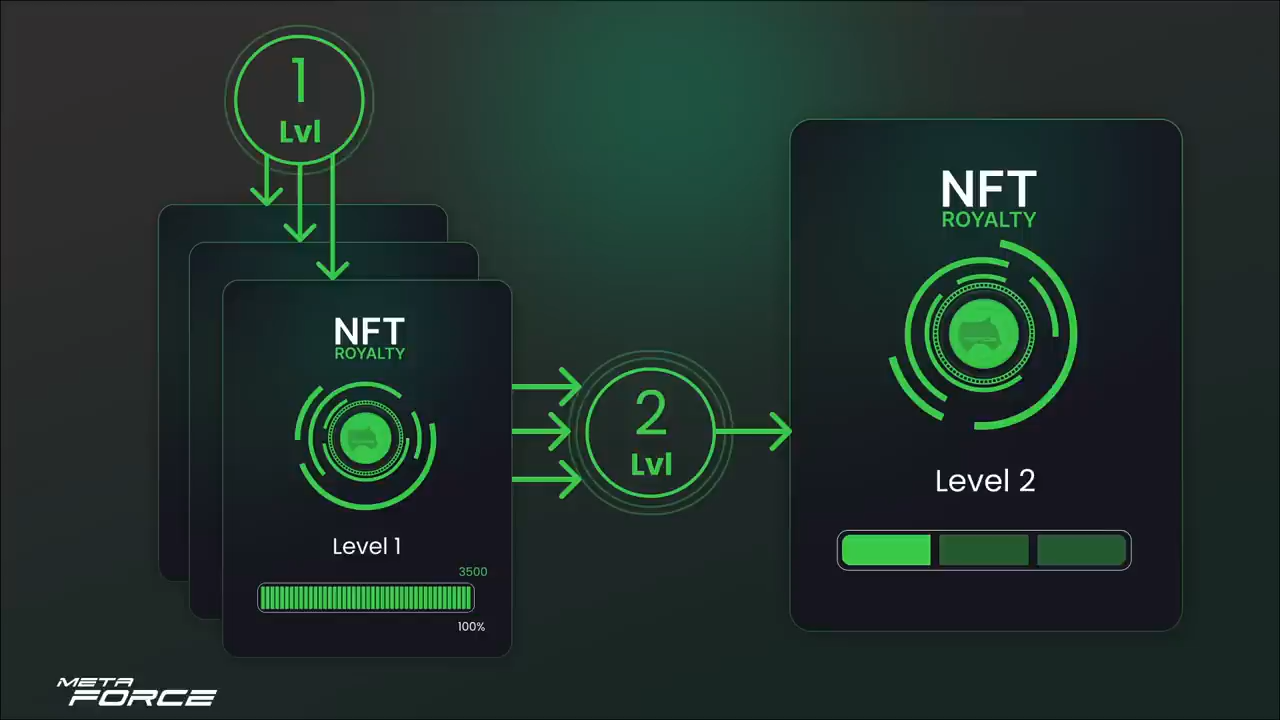 1
Lvl
NFT
ROYALTY
Level 1
3500
100%
2
Lvl
NFT
ROYALTY
Level 2
META
FORCE